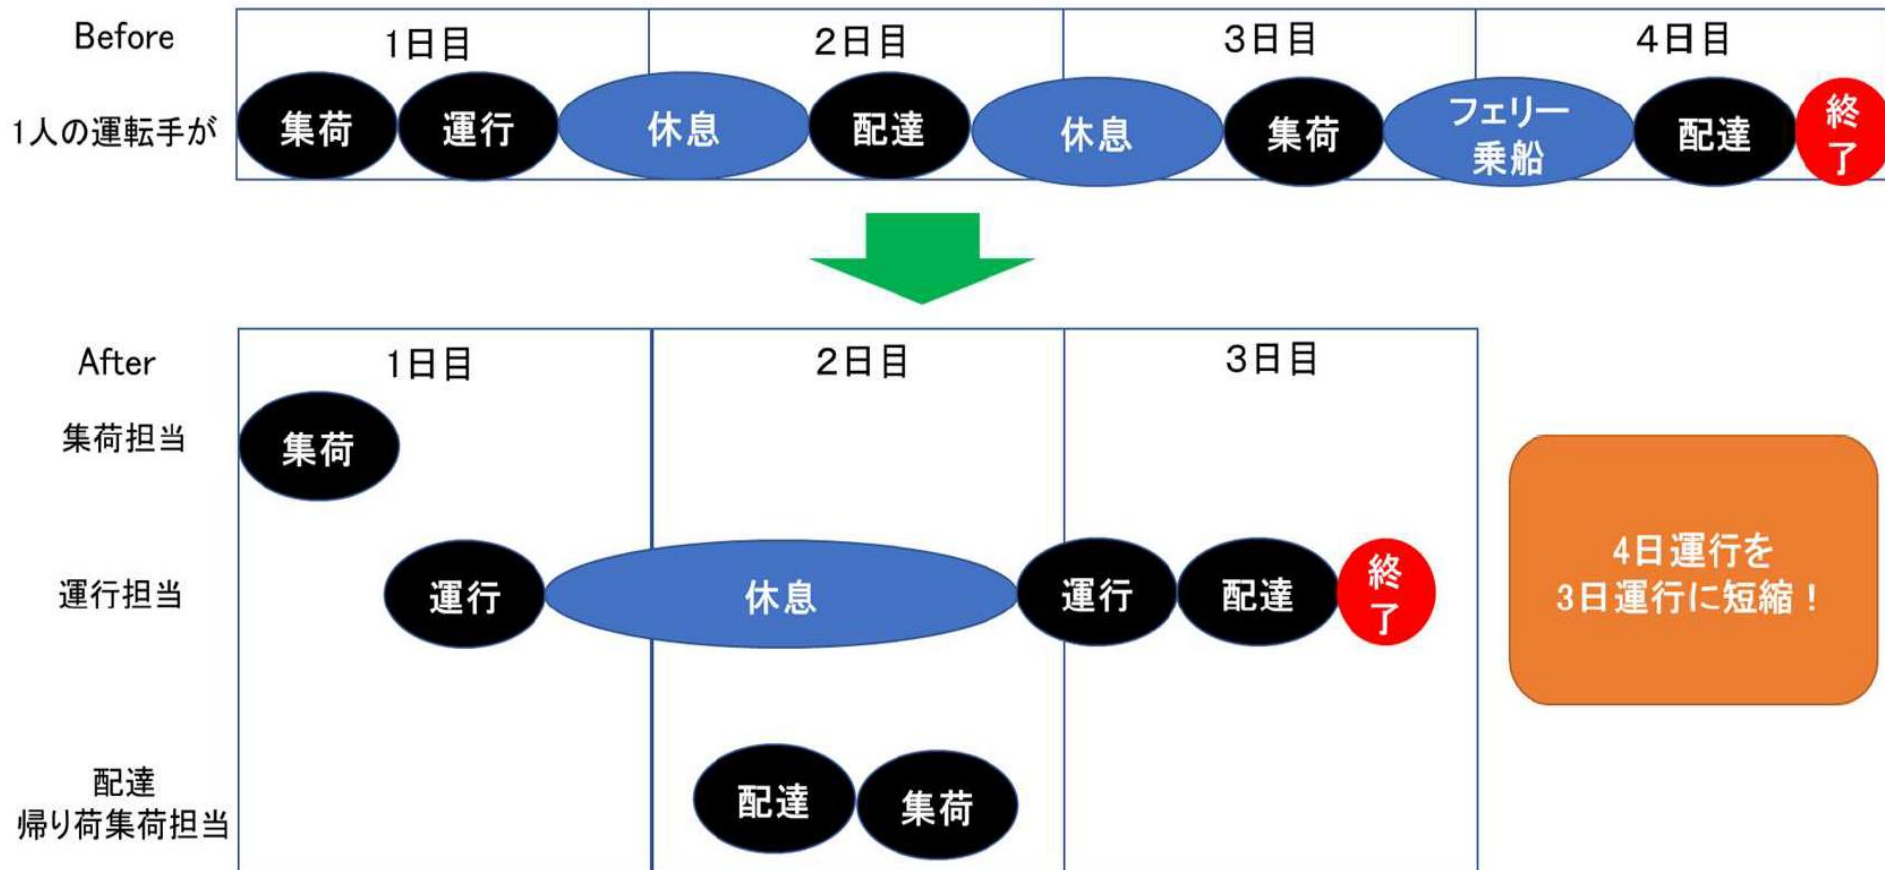 Before
1日目
2日目
3日目
4日目
1人の運転手が
集荷
運行
休息
配達
休息
集荷
フェリー
乗船
配達
終
了
After
1日目
2日目
3日目
集荷担当
集荷
運行担当
運行
休息
運行
配達
終
了
4日運行を
3日運行に短縮！
配達
帰り荷集荷担当
配達
集荷